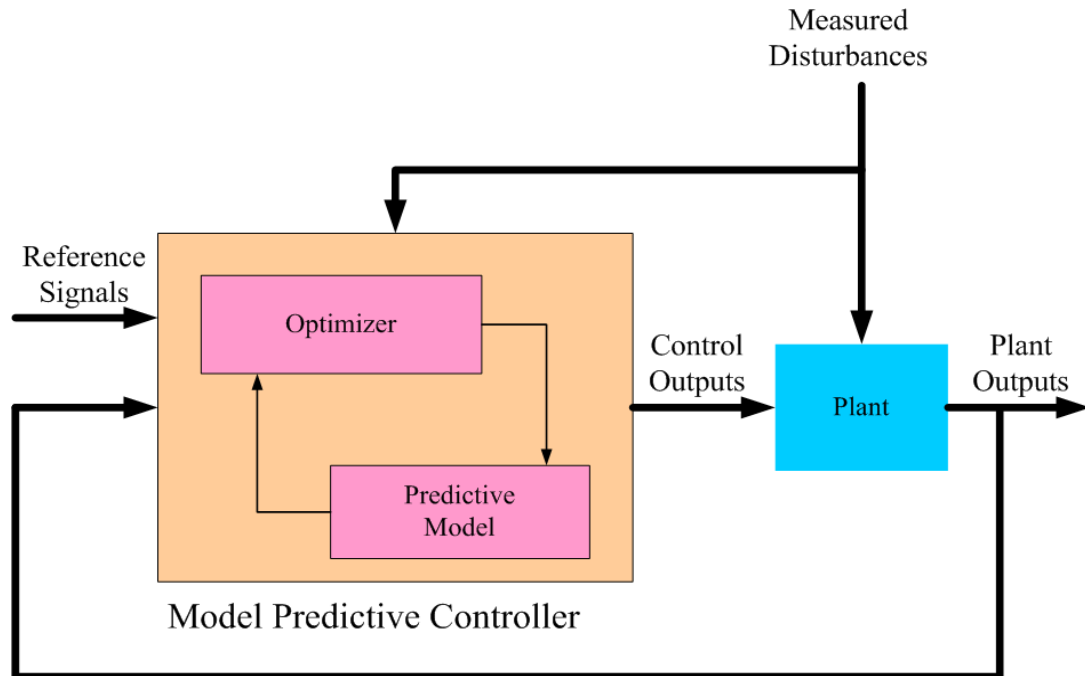 Measured
Disturbances
Reference
Signals
Optimizer
Control
Outputs
Plant
Outputs
Plant
Predictive
Model
Model Predictive Controller